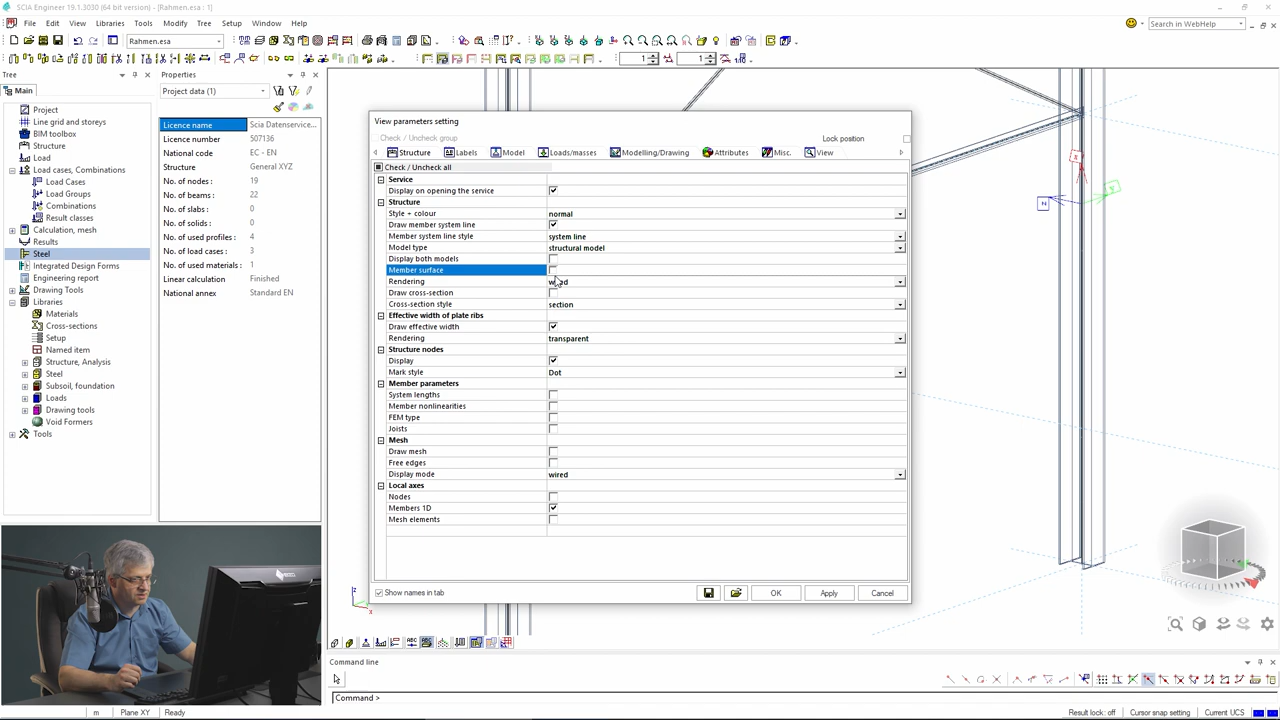 SCIA Engineer 19.1.3030 (64 bit version) - [Rahmen.esa : 1]
File Edit View Libraries Tools Modify Tree Setup Window Help Search in WebHelp
Rahmen.esa
1 1
Tree
Main
Project
Line grid and storeys
BIM toolbox
Structure
Load
Load cases, Combinations
Load Cases
Load Groups
Combinations
Result classes
Calculation, mesh
Results
Steel
Integrated Design Forms
Engineering report
Drawing Tools
Libraries
Materials
Cross-sections
Setup
Named item
Structure, Analysis
Steel
Subsoil, foundation
Loads
Drawing tools
Void Formers
Tools
Properties
Project data (1)
Licence name Scia Datenservice...
Licence number 507136
National code EC - EN
Structure General XYZ
No. of nodes : 19
No. of beams : 22
No. of slabs : 0
No. of solids : 0
No. of used profiles : 4
No. of load cases : 3
No. of used materials : 1
Linear calculation Finished
National annex Standard EN
View parameters setting
Check / Uncheck group Lock position
Structure Labels Model Loads/masses Modelling/Drawing Attributes Misc. View
Check / Uncheck all
Service
Display on opening the service
Structure
Style + colour normal
Draw member system line
Member system line style system line
Model type structural model
Display both models
Member surface
Rendering wired
Draw cross-section
Cross-section style section
Effective width of plate ribs
Draw effective width
Rendering transparent
Structure nodes
Display
Mark style Dot
Member parameters
System lengths
Member nonlinearities
FEM type
Joists
Mesh
Draw mesh
Free edges
Display mode wired
Local axes
Nodes
Members 1D
Mesh elements
Show names in tab OK Apply Cancel
x
y
z
z
x
ABC
Command line
Command >
m Plane XY Ready Result lock: off Cursor snap setting Current UCS